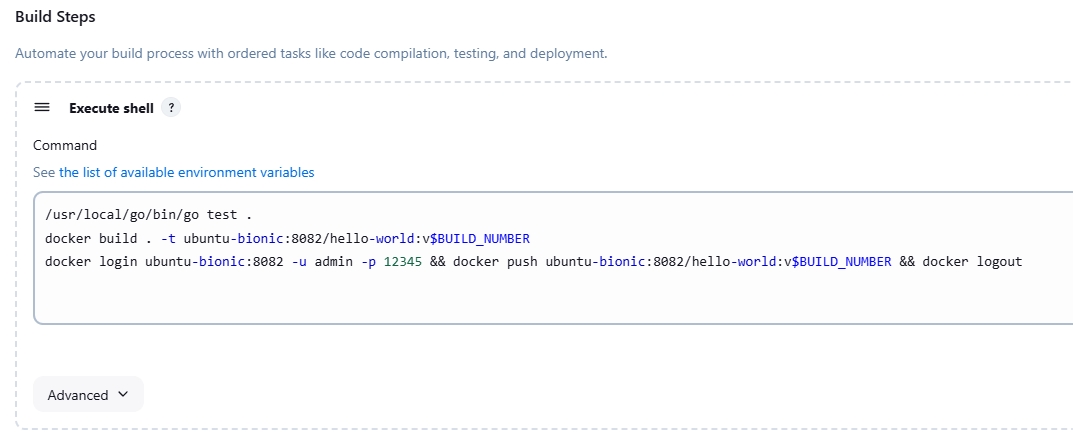 Build Steps
Automate your build process with ordered tasks like code compilation, testing, and deployment.
Execute shell ?
Command
See the list of available environment variables
/usr/local/go/bin/go test .
docker build . -t ubuntu-bionic:8082/hello-world:v$BUILD_NUMBER
docker login ubuntu-bionic:8082 -u admin -p 12345 && docker push ubuntu-bionic:8082/hello-world:v$BUILD_NUMBER && docker logout
Advanced